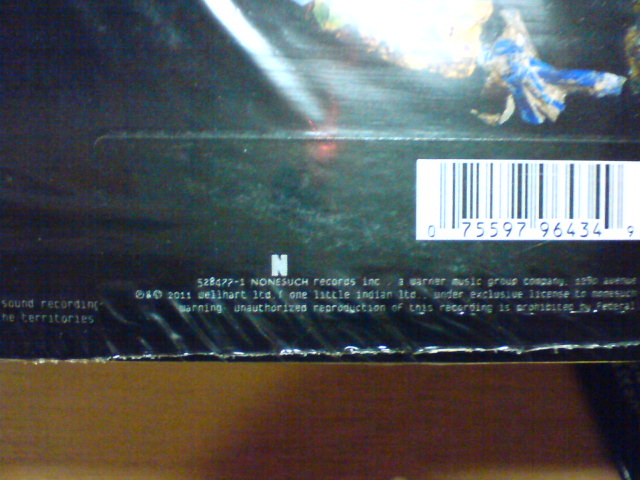 0 75597 96434 9
N
528477-1 NONESUCH records inc., a warner music group company, 1290 avenue
℗&© 2011 wellhart ltd./ one little indian ltd., under exclusive license to nonesuch
sound recording
warning: unauthorized reproduction of this recording is prohibited by federal
he territories